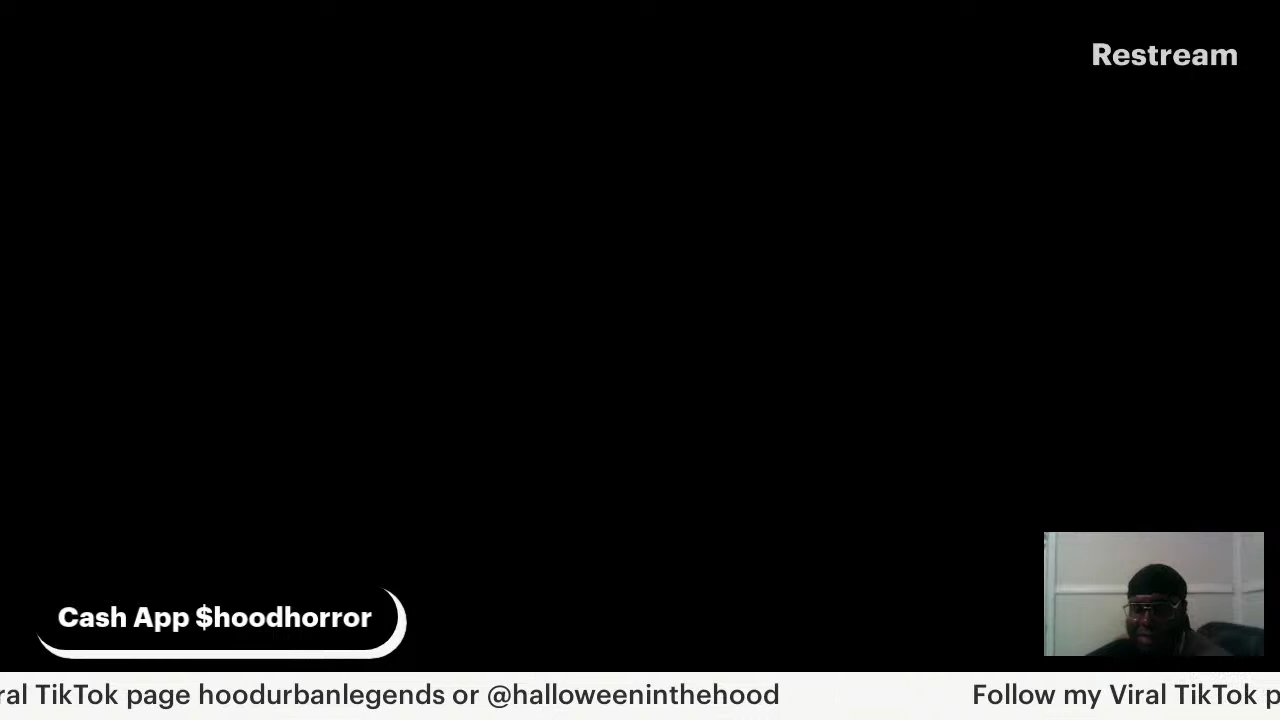 Restream
Cash App $hoodhorror
ral TikTok page hoodurbanlegends or @halloweeninthehood Follow my Viral TikTok p